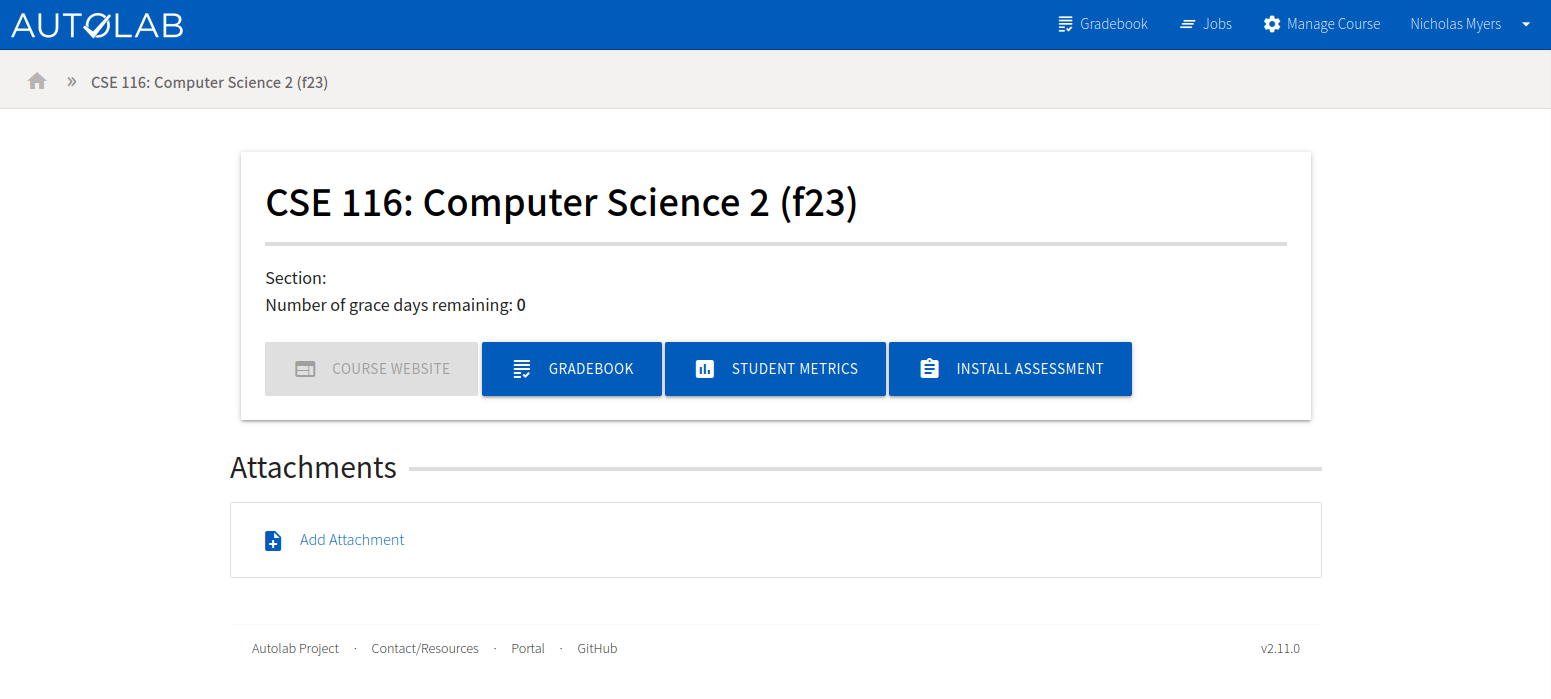 AUTOLAB
Gradebook Jobs Manage Course Nicholas Myers
» CSE 116: Computer Science 2 (f23)
CSE 116: Computer Science 2 (f23)
Section:
Number of grace days remaining: 0
COURSE WEBSITE GRADEBOOK STUDENT METRICS INSTALL ASSESSMENT
Attachments
Add Attachment
Autolab Project · Contact/Resources · Portal · GitHub v2.11.0